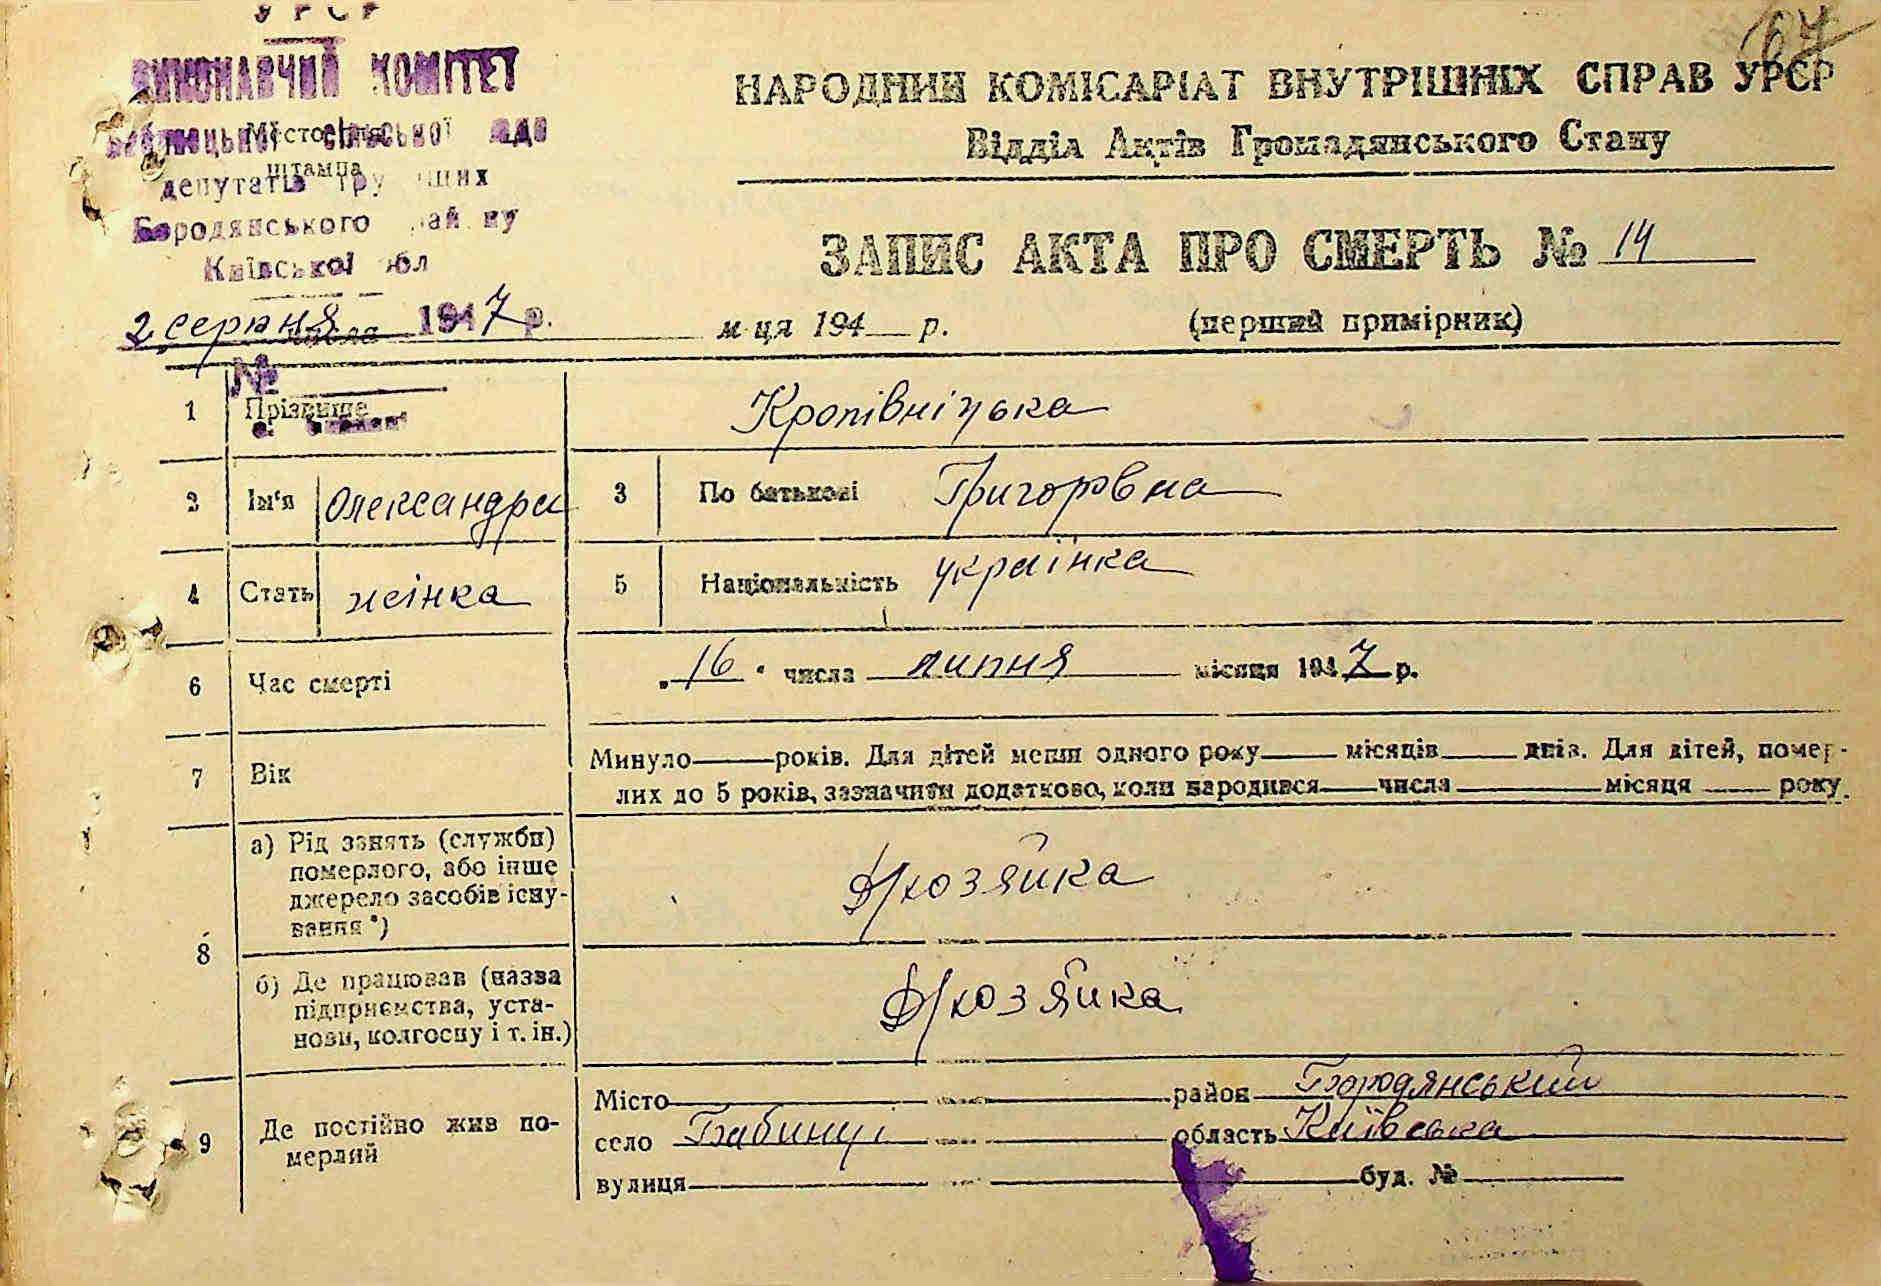 УРСР
67
ВИКОНАВЧИЙ КОМІТЕТ
НАРОДНИЙ КОМІСАРІАТ ВНУТРІШНІХ СПРАВ УРСР
Місце для
сільської
Відділ Актів Громадянського Стану
штампа
депутатів
Бородянського
Київської обл
ЗАПИС АКТА ПРО СМЕРТЬ № 14
2 серпня числа 1947 р. м-ця 194 р.
(перший примірник)
№
1 Прізвище Кропівніцька
2 Ім'я Олександра 3 По батькові Григорівна
4 Стать жінка 5 Національність українка
6 Час смерті „16" числа липня місяця 1947 р.
7 Вік Минуло років. Для дітей менш одного року місяців днів. Для дітей, помер-
лих до 5 років, зазначити додатково, коли народився числа місяця року
8 а) Рід занять (служби)
померлого, або інше
джерело засобів існу-
вання*)
Д/хозяйка
б) Де працював (назва
підприємства, уста-
нови, колгоспу і т. ін.)
Д/хозяйка
9 Де постійно жив по-
мерлий
Місто район Бородянський
село Бабинці область Київська
вулиця буд. №